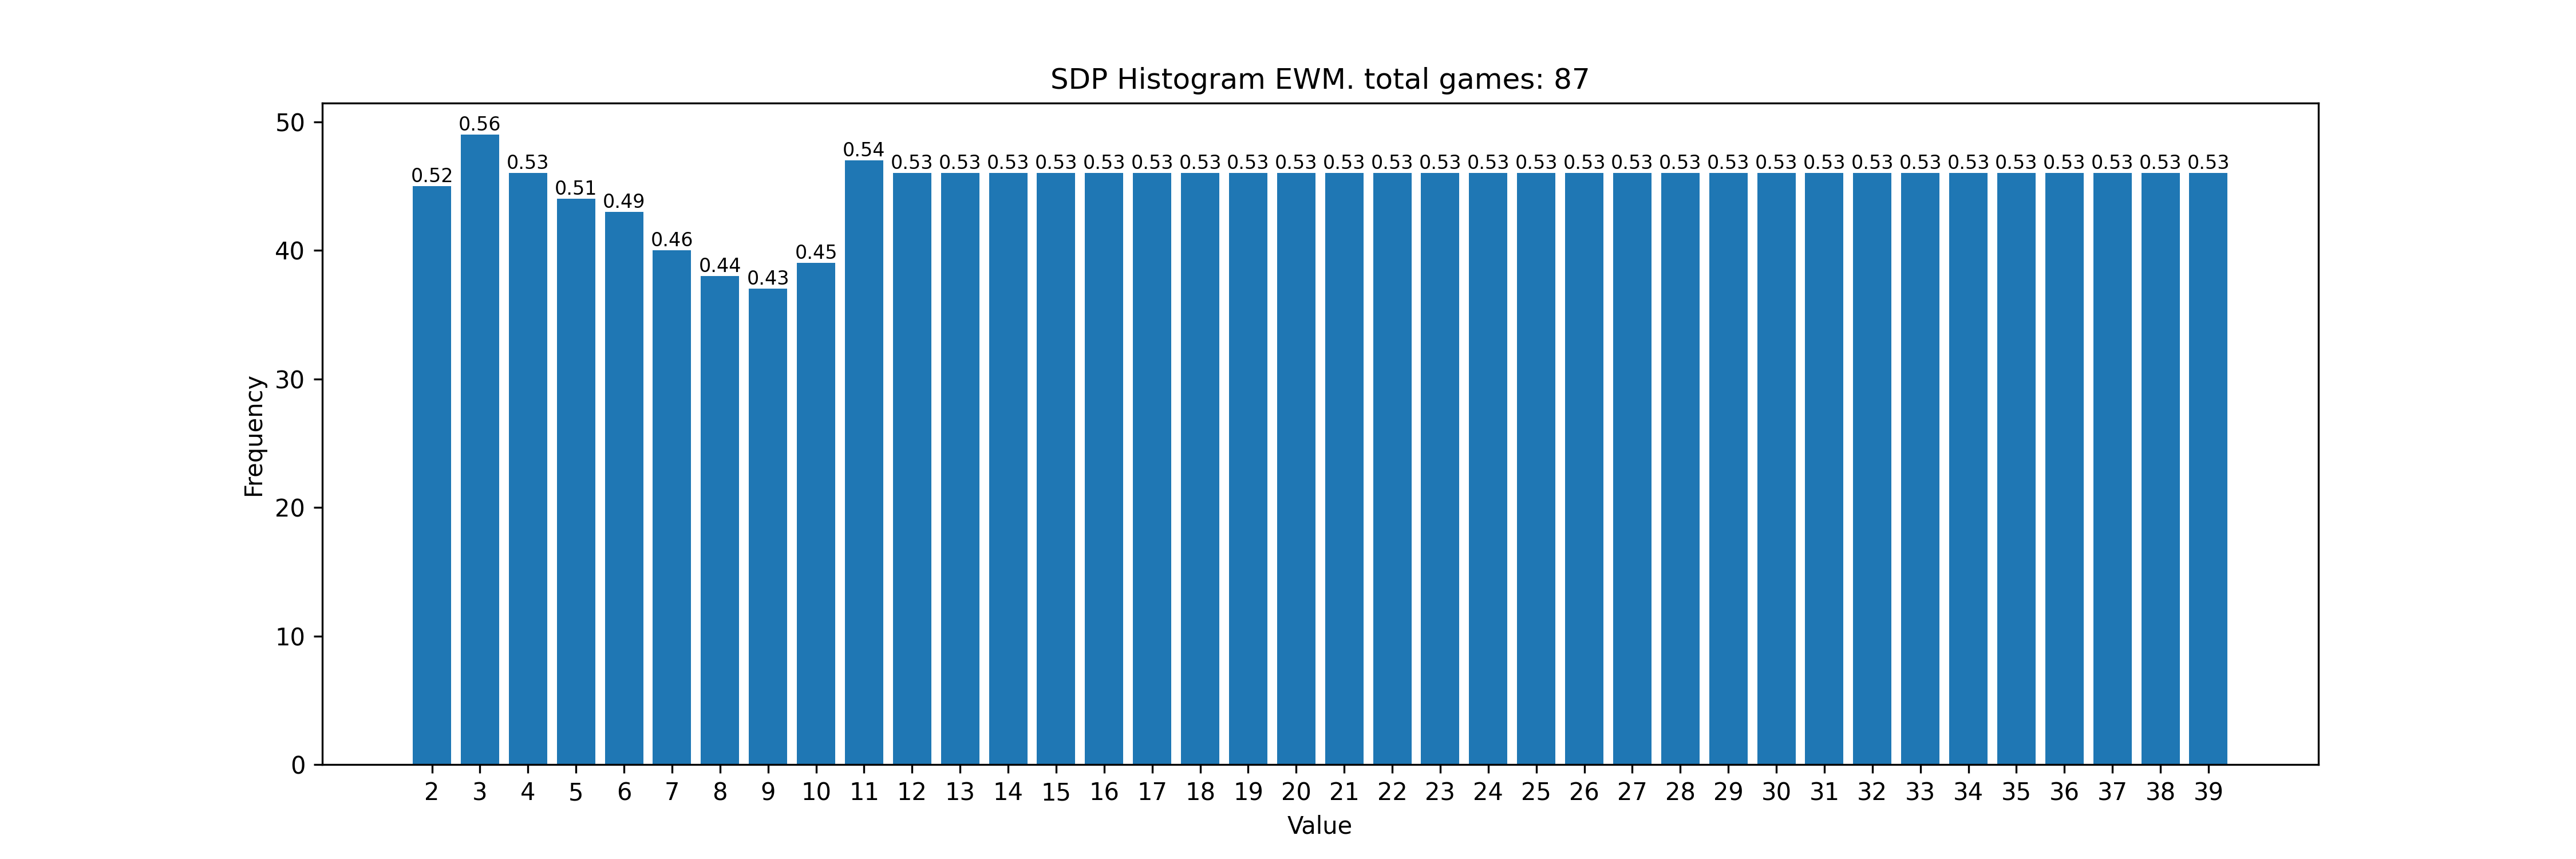 SDP Histogram EWM. total games: 87
50
40
30
20
10
0
Frequency
0.52 0.56 0.53 0.51 0.49 0.46 0.44 0.43 0.45 0.54 0.53 0.53 0.53 0.53 0.53 0.53 0.53 0.53 0.53 0.53 0.53 0.53 0.53 0.53 0.53 0.53 0.53 0.53 0.53 0.53 0.53 0.53 0.53 0.53 0.53 0.53 0.53 0.53
2 3 4 5 6 7 8 9 10 11 12 13 14 15 16 17 18 19 20 21 22 23 24 25 26 27 28 29 30 31 32 33 34 35 36 37 38 39
Value